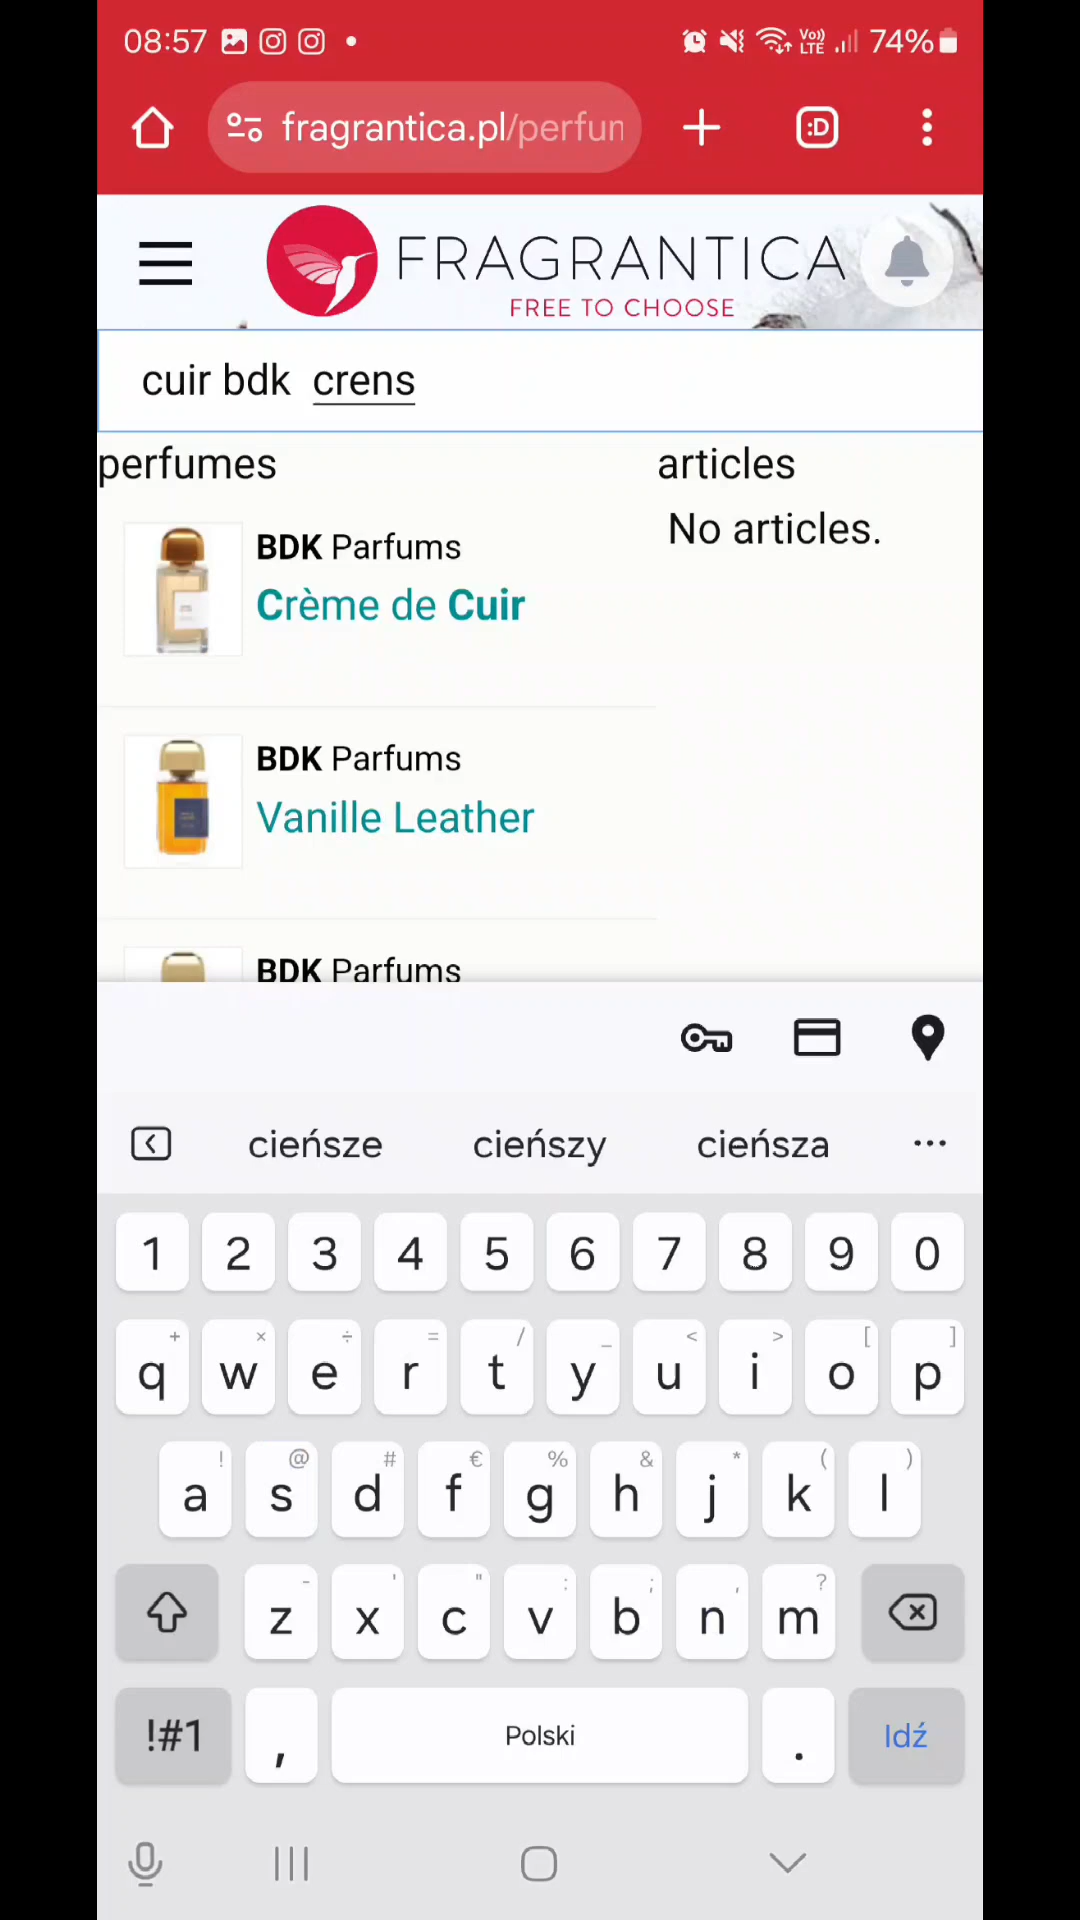 08:57
Vo)) LTE
74%
fragrantica.pl/perfun
:D
FRAGRANTICA
FREE TO CHOOSE
cuir bdk  crens
perfumes
articles
No articles.
BDK Parfums
Crème de Cuir
BDK Parfums
Vanille Leather
BDK Parfums
cieńsze cieńszy cieńsza ...
1 2 3 4 5 6 7 8 9 0
+ × ÷ = / _ < > [ ]
q w e r t y u i o p
! @ # € % & * ( )
a s d f g h j k l
- ' " : ; , ?
z x c v b n m
!#1 , Polski . Idź